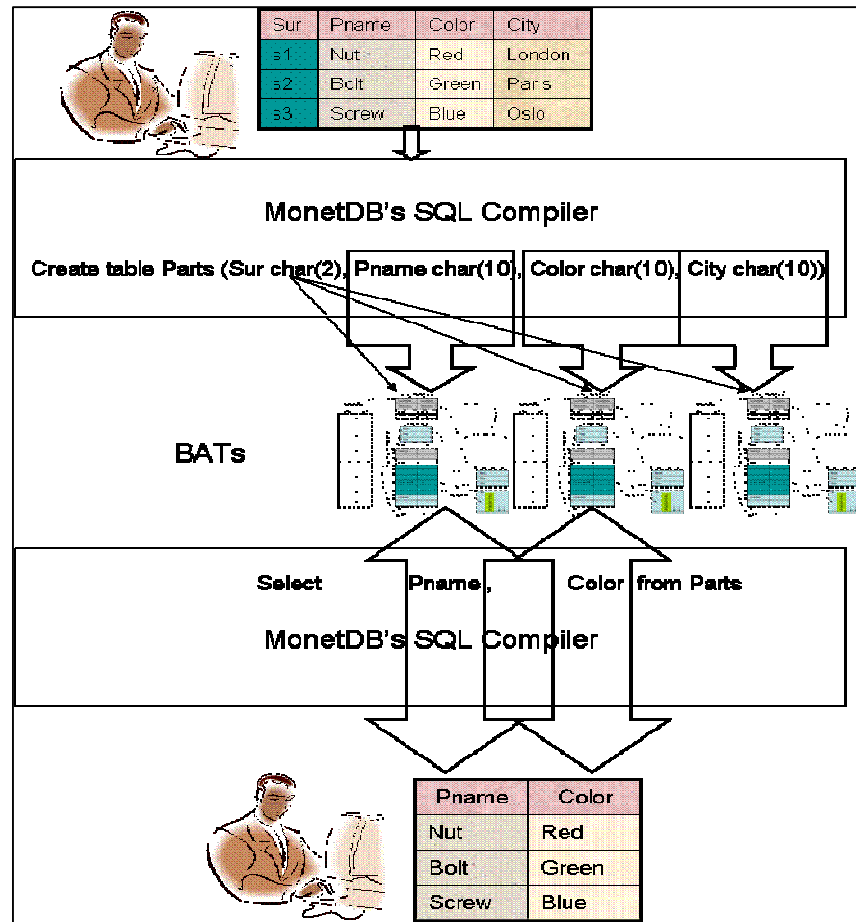 Sur Pname Color City
s1 Nut Red London
s2 Bolt Green Paris
s3 Screw Blue Oslo
MonetDB's SQL Compiler
Create table Parts (Sur char(2), Pname char(10), Color char(10), City char(10))
BATs
Select Pname, Color from Parts
MonetDB's SQL Compiler
Pname Color
Nut Red
Bolt Green
Screw Blue